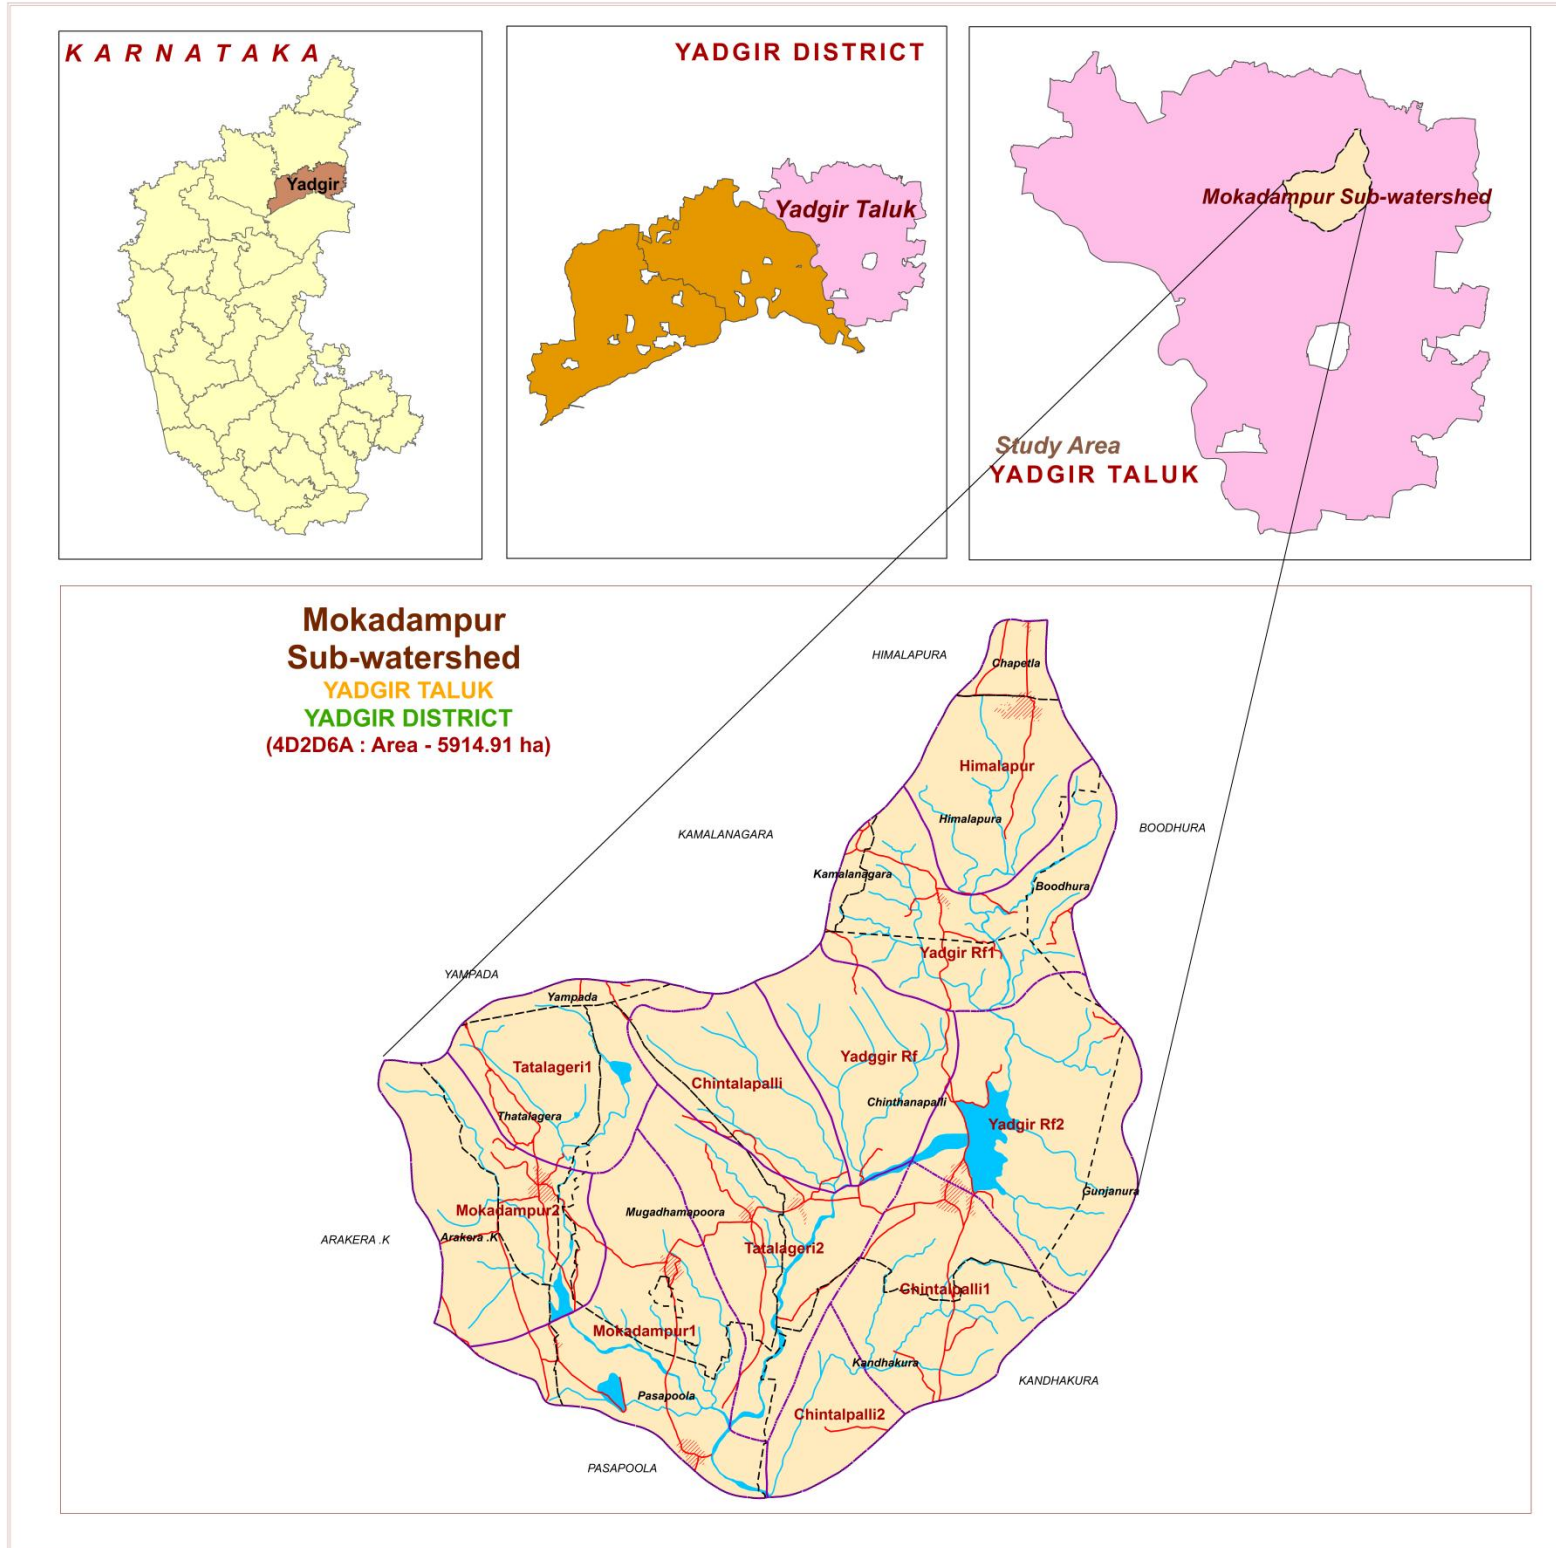 K A R N A T A K A
Yadgir
YADGIR DISTRICT
Yadgir Taluk
Mokadampur Sub-watershed
Study Area
YADGIR TALUK
Mokadampur
Sub-watershed
YADGIR TALUK
YADGIR DISTRICT
(4D2D6A : Area - 5914.91 ha)
HIMALAPURA
Chapetla
Himalapur
Himalapura
KAMALANAGARA
BOODHURA
Kamalanagara
Boodhura
Yadgir Rf1
YAMPADA
Yampada
Tatalageri1
Chintalapalli
Yadggir Rf
Chinthanapalli
Thatalagera
Yadgir Rf2
Gunjanura
Mokadampur2
Mugadhamapoora
ARAKERA .K
Arakera .K
Tatalageri2
Chintalpalli1
Mokadampur1
Kandhakura
KANDHAKURA
Pasapoola
Chintalpalli2
PASAPOOLA